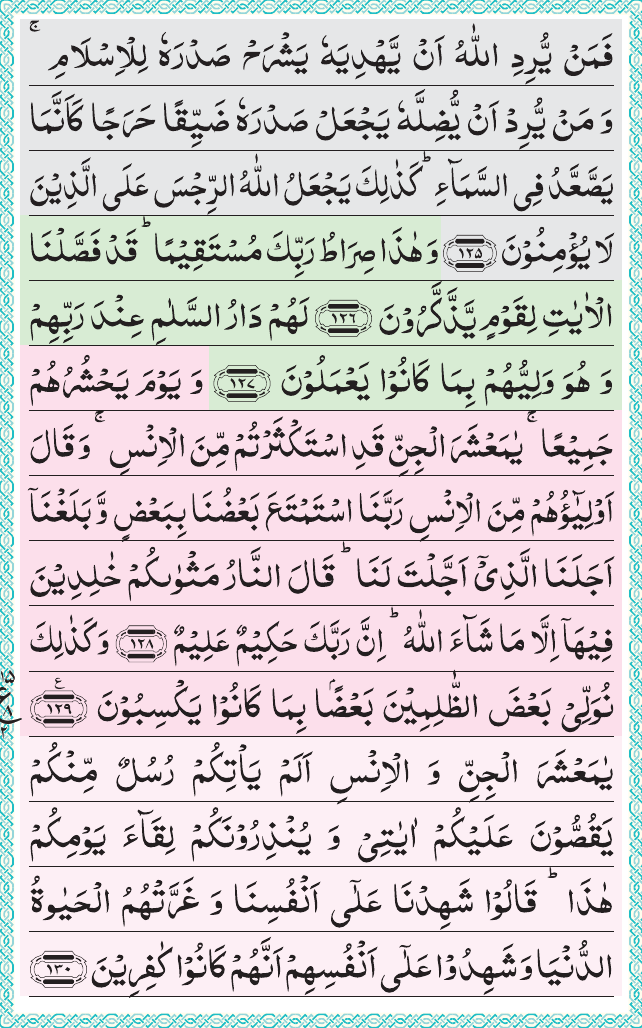 فَمَنْ يُّرِدِ اللّٰهُ اَنْ يَّهْدِيَهٗ يَشْرَحْ صَدْرَهٗ لِلْاِسْلَامِ ۚ
وَ مَنْ يُّرِدْ اَنْ يُّضِلَّهٗ يَجْعَلْ صَدْرَهٗ ضَيِّقًا حَرَجًا كَاَنَّمَا
يَصَّعَّدُ فِى السَّمَآءِ ؕ كَذٰلِكَ يَجْعَلُ اللّٰهُ الرِّجْسَ عَلَى الَّذِيْنَ
لَا يُؤْمِنُوْنَ ﴿۱۲۵﴾ وَ هٰذَا صِرَاطُ رَبِّكَ مُسْتَقِيْمًا ؕ قَدْ فَصَّلْنَا
الْاٰيٰتِ لِقَوْمٍ يَّذَّكَّرُوْنَ ﴿۱۲۶﴾ لَهُمْ دَارُ السَّلٰمِ عِنْدَ رَبِّهِمْ
وَ هُوَ وَلِيُّهُمْ بِمَا كَانُوْا يَعْمَلُوْنَ ﴿۱۲۷﴾ وَ يَوْمَ يَحْشُرُهُمْ
جَمِيْعًا ۚ يٰمَعْشَرَ الْجِنِّ قَدِ اسْتَكْثَرْتُمْ مِّنَ الْاِنْسِ ۚ وَ قَالَ
اَوْلِيٰٓؤُهُمْ مِّنَ الْاِنْسِ رَبَّنَا اسْتَمْتَعَ بَعْضُنَا بِبَعْضٍ وَّ بَلَغْنَاۤ
اَجَلَنَا الَّذِىْۤ اَجَّلْتَ لَنَا ؕ قَالَ النَّارُ مَثْوٰىكُمْ خٰلِدِيْنَ
فِيْهَاۤ اِلَّا مَا شَآءَ اللّٰهُ ؕ اِنَّ رَبَّكَ حَكِيْمٌ عَلِيْمٌ ﴿۱۲۸﴾ وَ كَذٰلِكَ
نُوَلِّىْ بَعْضَ الظّٰلِمِيْنَ بَعْضًۢا بِمَا كَانُوْا يَكْسِبُوْنَ ﴿۱۲۹﴾ ع
يٰمَعْشَرَ الْجِنِّ وَ الْاِنْسِ اَلَمْ يَاْتِكُمْ رُسُلٌ مِّنْكُمْ
يَقُصُّوْنَ عَلَيْكُمْ اٰيٰتِىْ وَ يُنْذِرُوْنَكُمْ لِقَآءَ يَوْمِكُمْ
هٰذَا ؕ قَالُوْا شَهِدْنَا عَلٰٓى اَنْفُسِنَا وَ غَرَّتْهُمُ الْحَيٰوةُ
الدُّنْيَا وَ شَهِدُوْا عَلٰٓى اَنْفُسِهِمْ اَنَّهُمْ كَانُوْا كٰفِرِيْنَ ﴿۱۳۰﴾